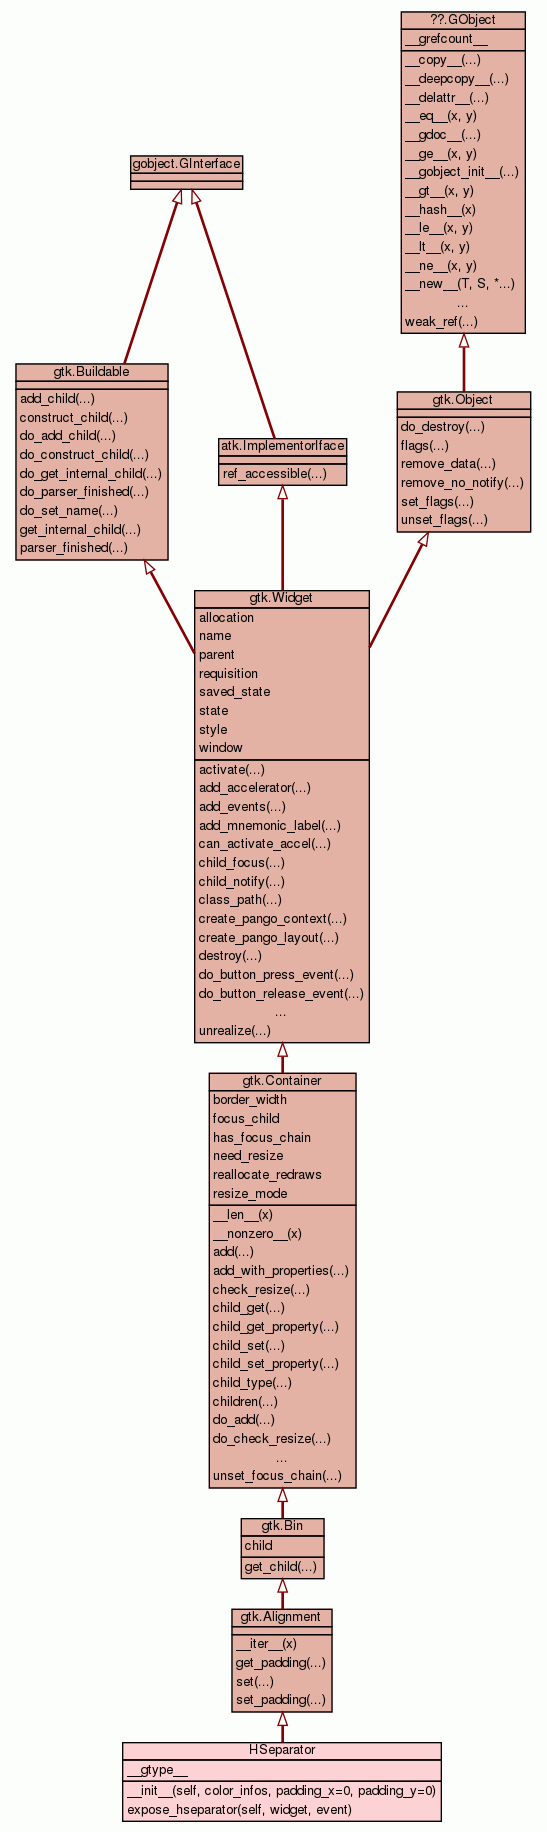 ??.GObject
__grefcount__
__copy__(...)
__deepcopy__(...)
__delattr__(...)
__eq__(x, y)
__gdoc__(...)
__ge__(x, y)
__gobject_init__(...)
__gt__(x, y)
__hash__(x)
__le__(x, y)
__lt__(x, y)
__ne__(x, y)
__new__(T, S, *...)
...
weak_ref(...)
gobject.GInterface
gtk.Buildable
add_child(...)
construct_child(...)
do_add_child(...)
do_construct_child(...)
do_get_internal_child(...)
do_parser_finished(...)
do_set_name(...)
get_internal_child(...)
parser_finished(...)
atk.ImplementorIface
ref_accessible(...)
gtk.Object
do_destroy(...)
flags(...)
remove_data(...)
remove_no_notify(...)
set_flags(...)
unset_flags(...)
gtk.Widget
allocation
name
parent
requisition
saved_state
state
style
window
activate(...)
add_accelerator(...)
add_events(...)
add_mnemonic_label(...)
can_activate_accel(...)
child_focus(...)
child_notify(...)
class_path(...)
create_pango_context(...)
create_pango_layout(...)
destroy(...)
do_button_press_event(...)
do_button_release_event(...)
...
unrealize(...)
gtk.Container
border_width
focus_child
has_focus_chain
need_resize
reallocate_redraws
resize_mode
__len__(x)
__nonzero__(x)
add(...)
add_with_properties(...)
check_resize(...)
child_get(...)
child_get_property(...)
child_set(...)
child_set_property(...)
child_type(...)
children(...)
do_add(...)
do_check_resize(...)
...
unset_focus_chain(...)
gtk.Bin
child
get_child(...)
gtk.Alignment
__iter__(x)
get_padding(...)
set(...)
set_padding(...)
HSeparator
__gtype__
__init__(self, color_infos, padding_x=0, padding_y=0)
expose_hseparator(self, widget, event)